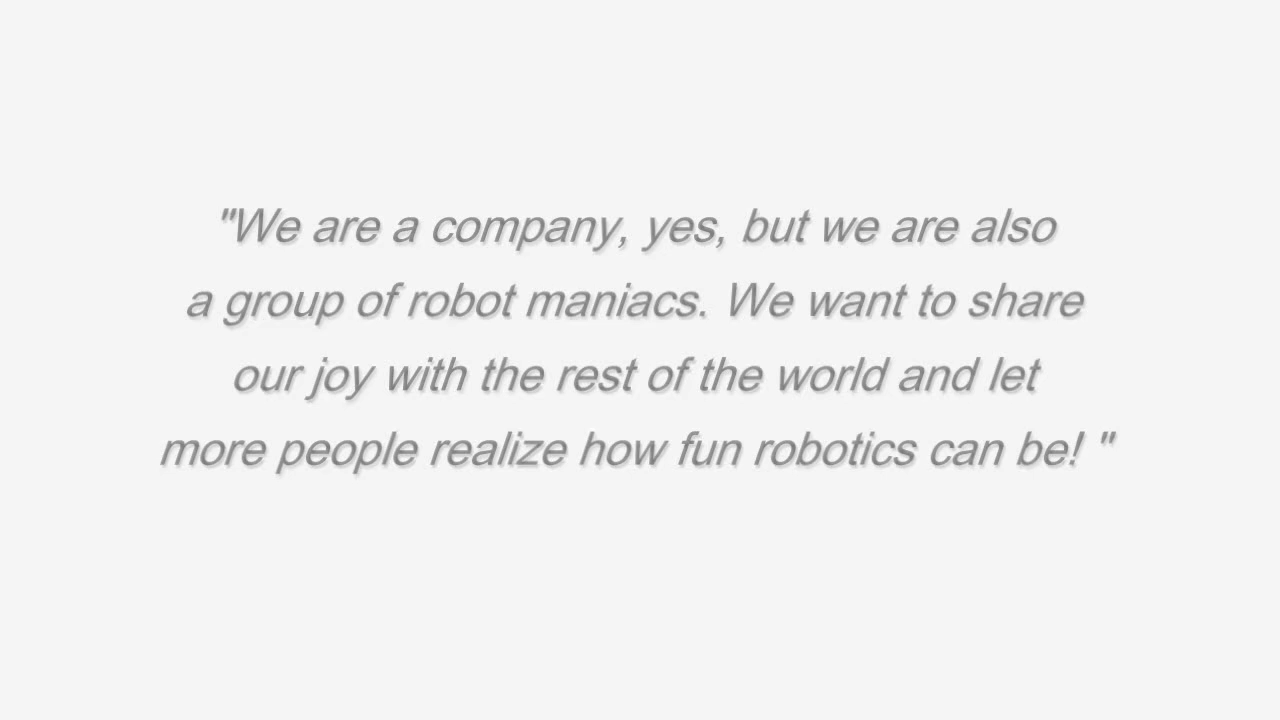 "We are a company, yes, but we are also
a group of robot maniacs. We want to share
our joy with the rest of the world and let
more people realize how fun robotics can be! "